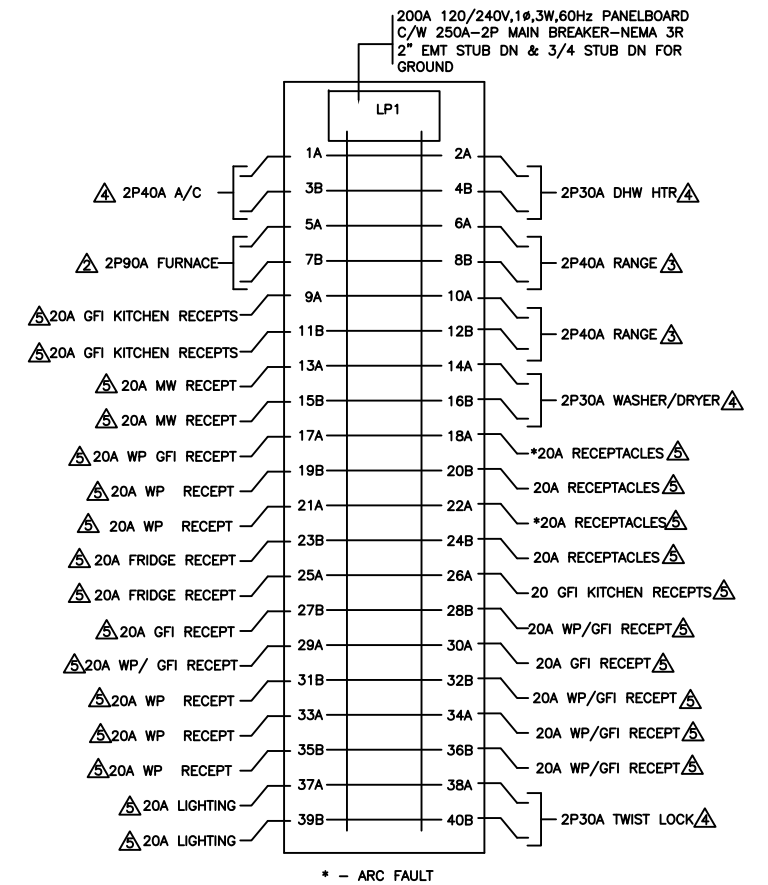 200A 120/240V,1ø,3W,60Hz PANELBOARD
C/W 250A-2P MAIN BREAKER-NEMA 3R
2" EMT STUB DN & 3/4 STUB DN FOR
GROUND
LP1
1A 2A
4 2P40A A/C 3B 4B 2P30A DHW HTR 4
5A 6A
2 2P90A FURNACE 7B 8B 2P40A RANGE 3
9A 10A
5 20A GFI KITCHEN RECEPTS
11B 12B 2P40A RANGE 3
5 20A GFI KITCHEN RECEPTS
13A 14A
5 20A MW RECEPT
15B 16B 2P30A WASHER/DRYER 4
5 20A MW RECEPT
17A 18A
5 20A WP GFI RECEPT *20A RECEPTACLES 5
19B 20B
5 20A WP RECEPT 20A RECEPTACLES 5
21A 22A
5 20A WP RECEPT *20A RECEPTACLES 5
23B 24B
5 20A FRIDGE RECEPT 20A RECEPTACLES 5
25A 26A
5 20A FRIDGE RECEPT 20 GFI KITCHEN RECEPTS 5
27B 28B
5 20A GFI RECEPT 20A WP/GFI RECEPT 5
29A 30A
5 20A WP/ GFI RECEPT 20A GFI RECEPT 5
31B 32B
5 20A WP RECEPT 20A WP/GFI RECEPT 5
33A 34A
5 20A WP RECEPT 20A WP/GFI RECEPT 5
35B 36B
5 20A WP RECEPT 20A WP/GFI RECEPT 5
37A 38A
5 20A LIGHTING
39B 40B 2P30A TWIST LOCK 4
5 20A LIGHTING
* - ARC FAULT